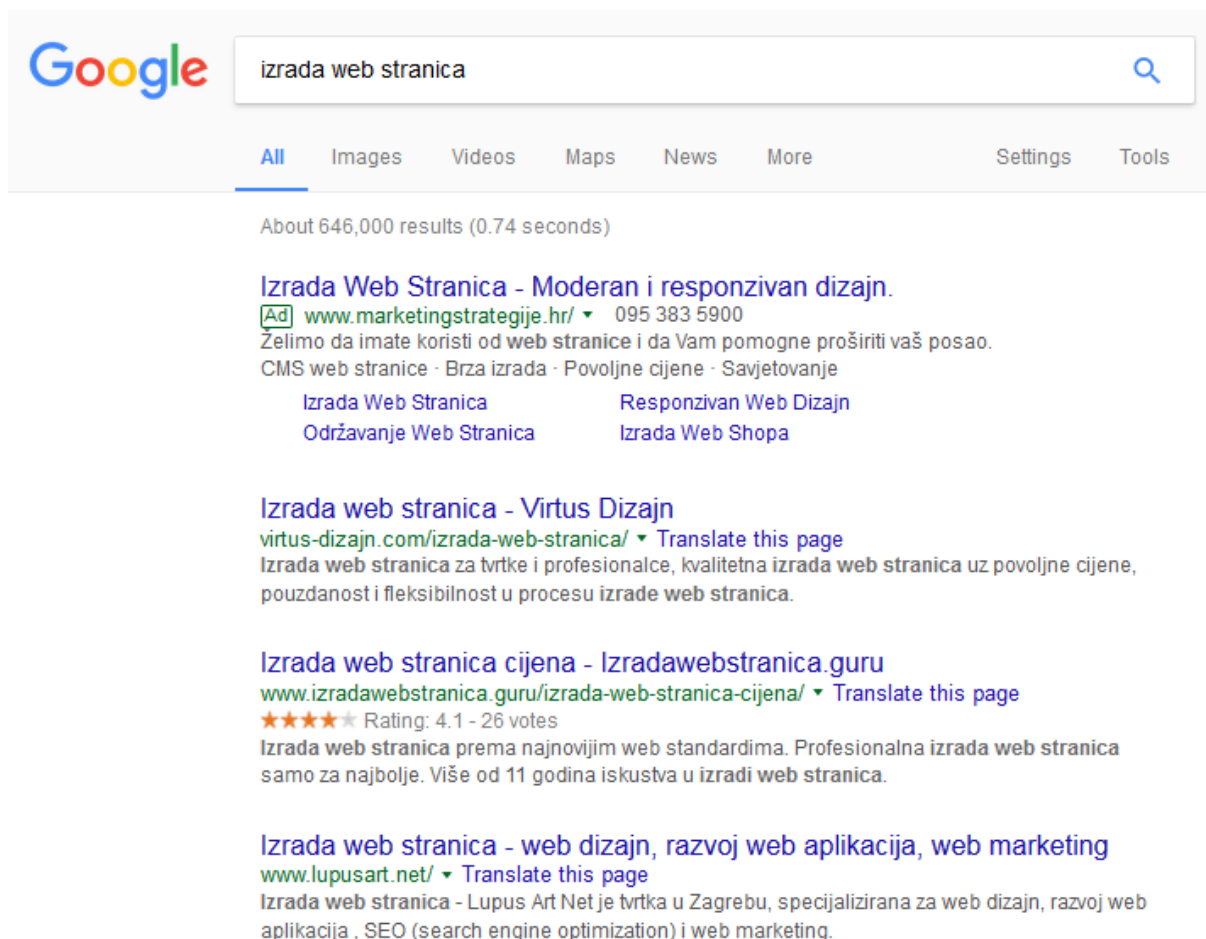 Google
izrada web stranica
All Images Videos Maps News More Settings Tools
About 646,000 results (0.74 seconds)
Izrada Web Stranica - Moderan i responzivan dizajn.
Ad www.marketingstrategije.hr/ 095 383 5900
Želimo da imate koristi od web stranice i da Vam pomogne proširiti vaš posao.
CMS web stranice · Brza izrada · Povoljne cijene · Savjetovanje
Izrada Web Stranica Responzivan Web Dizajn
Održavanje Web Stranica Izrada Web Shopa
Izrada web stranica - Virtus Dizajn
virtus-dizajn.com/izrada-web-stranica/ Translate this page
Izrada web stranica za tvrtke i profesionalce, kvalitetna izrada web stranica uz povoljne cijene,
pouzdanost i fleksibilnost u procesu izrade web stranica.
Izrada web stranica cijena - Izradawebstranica.guru
www.izradawebstranica.guru/izrada-web-stranica-cijena/ Translate this page
Rating: 4.1 - 26 votes
Izrada web stranica prema najnovijim web standardima. Profesionalna izrada web stranica
samo za najbolje. Više od 11 godina iskustva u izradi web stranica.
Izrada web stranica - web dizajn, razvoj web aplikacija, web marketing
www.lupusart.net/ Translate this page
Izrada web stranica - Lupus Art Net je tvrtka u Zagrebu, specijalizirana za web dizajn, razvoj web
aplikacija , SEO (search engine optimization) i web marketing.